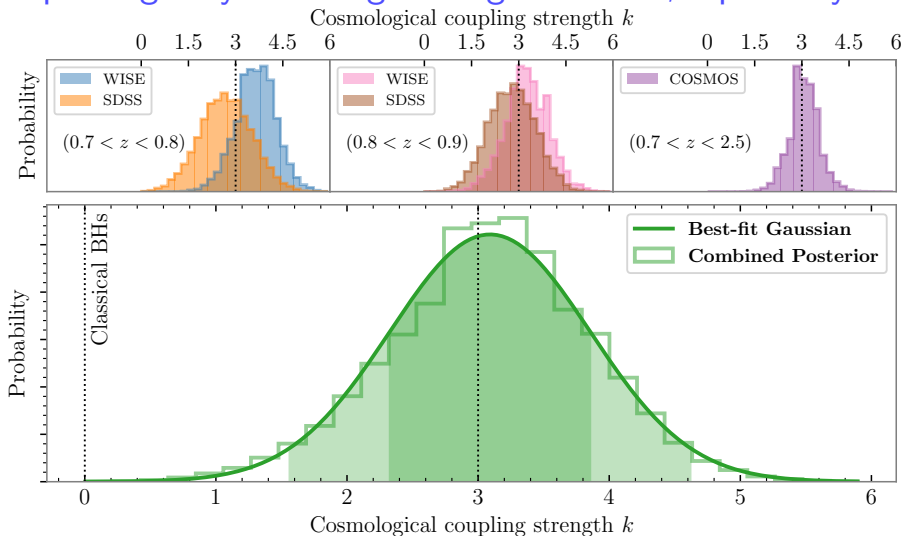 Cosmological coupling strength k
0 1.5 3 4.5 6 0 1.5 3 4.5 6 0 1.5 3 4.5 6
Probability
WISE
SDSS
(0.7 < z < 0.8)
WISE
SDSS
(0.8 < z < 0.9)
COSMOS
(0.7 < z < 2.5)
Probability
Classical BHs
Best-fit Gaussian
Combined Posterior
0 1 2 3 4 5 6
Cosmological coupling strength k